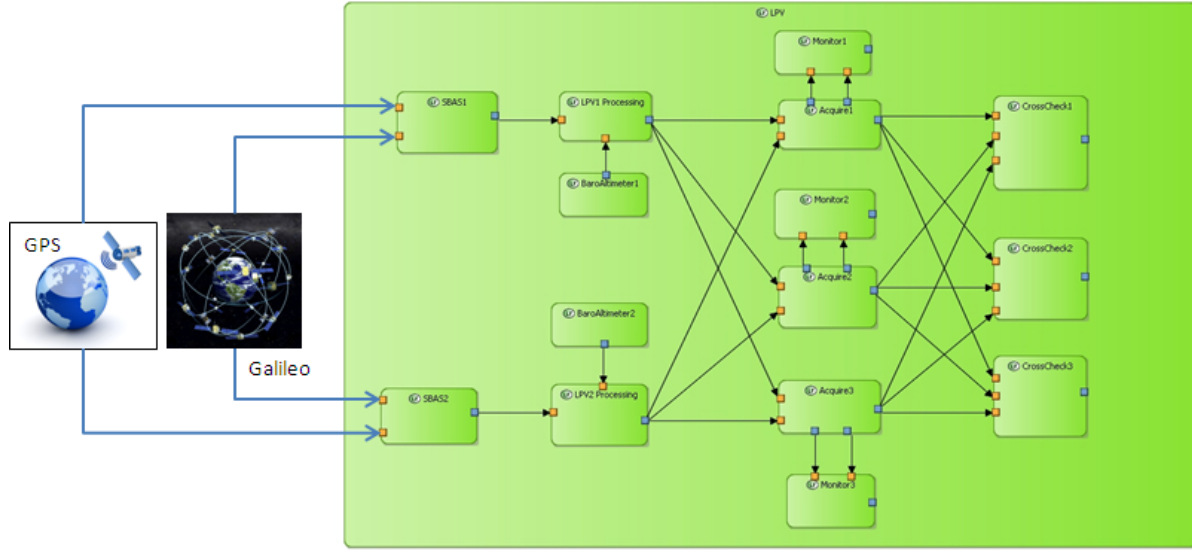 LPV
Monitor1
SBAS1
LPV1 Processing
Acquire1
CrossCheck1
BaroAltimeter1
Monitor2
GPS
CrossCheck2
Acquire2
BaroAltimeter2
Galileo
CrossCheck3
SBAS2
LPV2 Processing
Acquire3
Monitor3